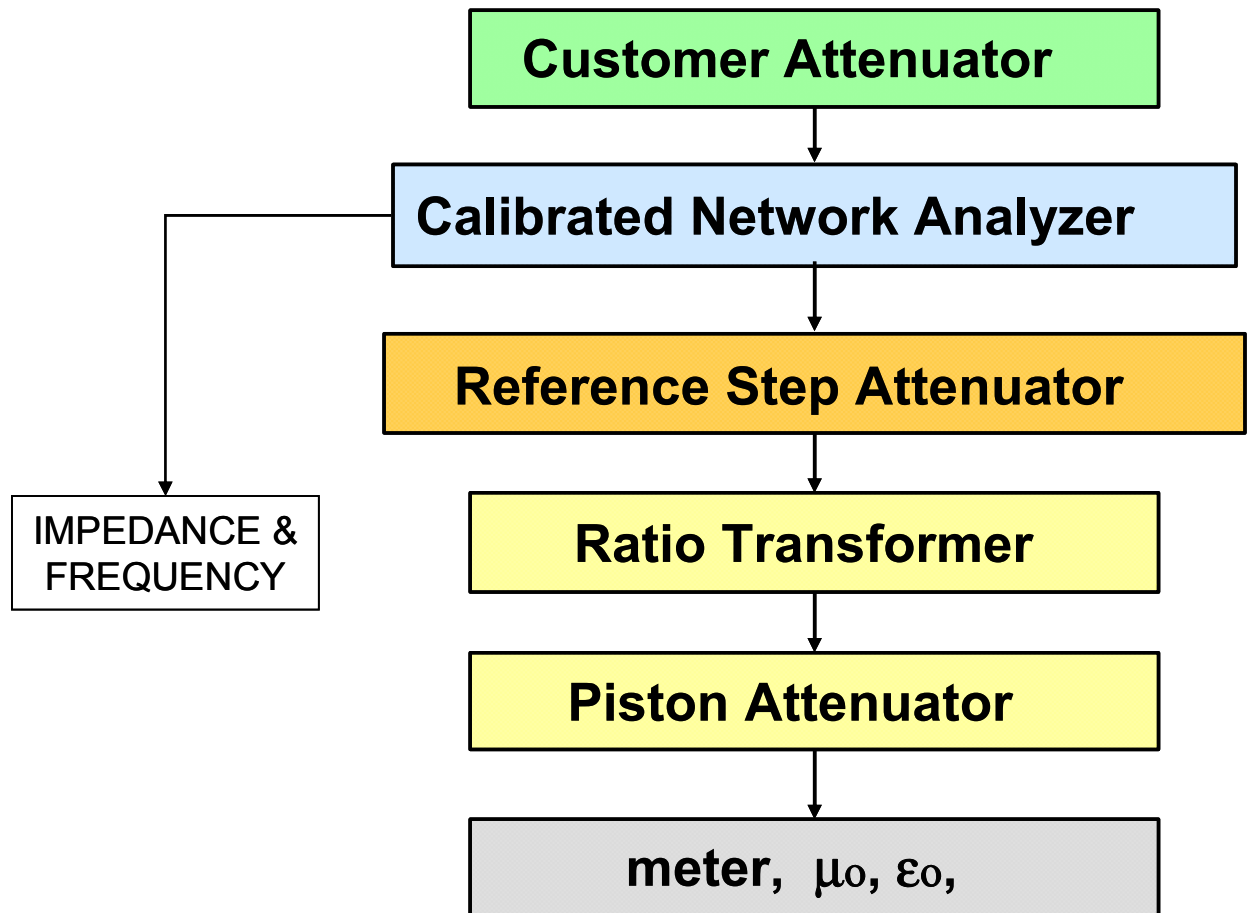 Customer Attenuator
Calibrated Network Analyzer
Reference Step Attenuator
IMPEDANCE &
FREQUENCY
Ratio Transformer
Piston Attenuator
meter, μo, εo,